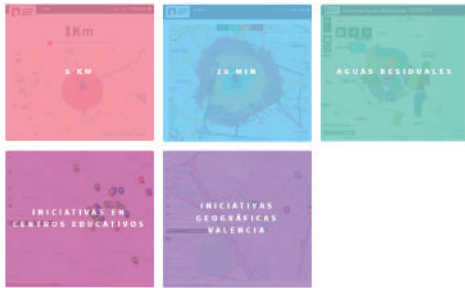 1Km
5 KM
20 MIN
AGUAS RESIDUALES
INICIATIVAS EN
CENTROS EDUCATIVOS
INICIATIVAS
GEOGRÁFICAS
VALENCIA